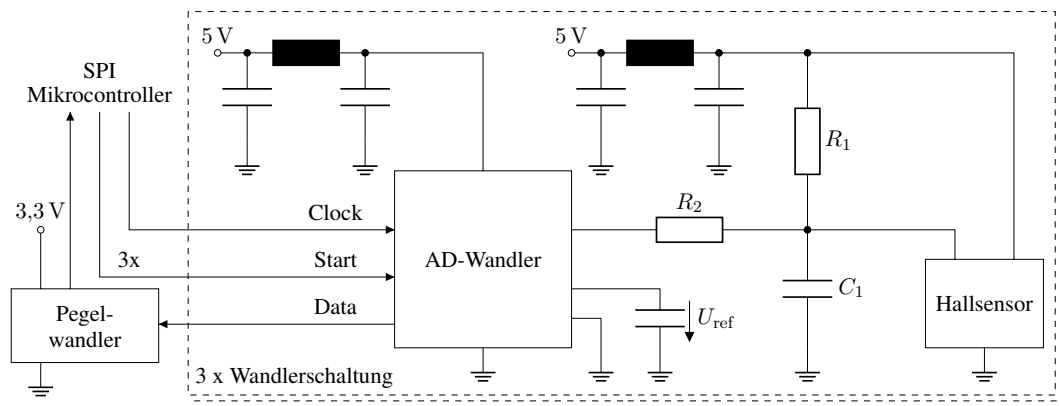 5 V
5 V
SPI
Mikrocontroller
R₁
3,3 V
Clock
R₂
3x
Start
AD-Wandler
C₁
Pegel-
wandler
Data
U_ref
Hallsensor
3 x Wandlerschaltung